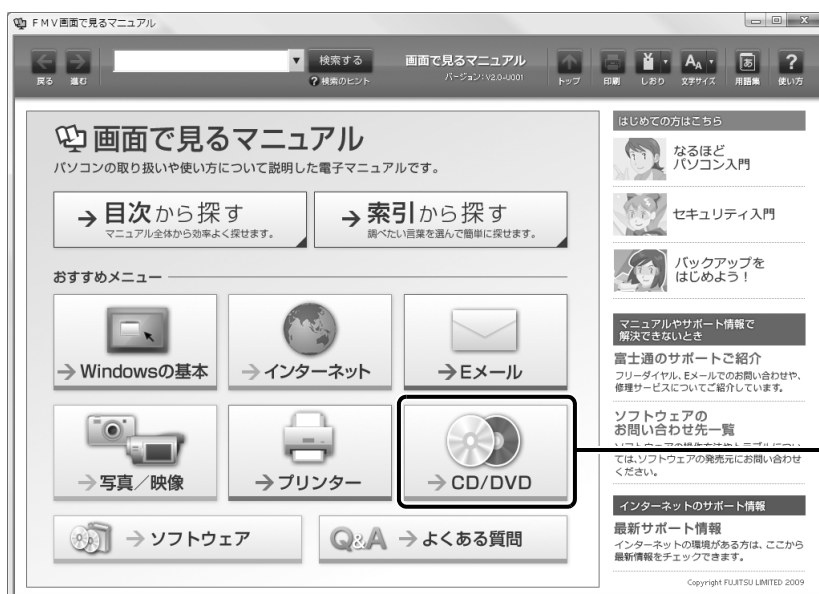 FMV画面で見るマニュアル
戻る 進む
検索する
?検索のヒント
画面で見るマニュアル
バージョン:V2.0-U001
トップ 印刷 しおり 文字サイズ 用語集 使い方
画面で見るマニュアル
パソコンの取り扱いや使い方について説明した電子マニュアルです。
→目次から探す
マニュアル全体から効率よく探せます。
→索引から探す
調べたい言葉を選んで簡単に探せます。
おすすめメニュー
→Windowsの基本
→インターネット
→Eメール
→写真/映像
→プリンター
→CD/DVD
→ソフトウェア
Q&A →よくある質問
はじめての方はこちら
なるほど
パソコン入門
セキュリティ入門
バックアップを
はじめよう!
マニュアルやサポート情報で
解決できないとき
富士通のサポートご紹介
フリーダイヤル、Eメールでのお問い合わせや、
修理サービスについてご紹介しています。
ソフトウェアの
お問い合わせ先一覧
ソフトウェアの操作方法やトラブルについ
ては、ソフトウェアの発売元にお問い合わせ
ください。
インターネットのサポート情報
最新サポート情報
インターネットの環境がある方は、ここから
最新情報をチェックできます。
Copyright FUJITSU LIMITED 2009